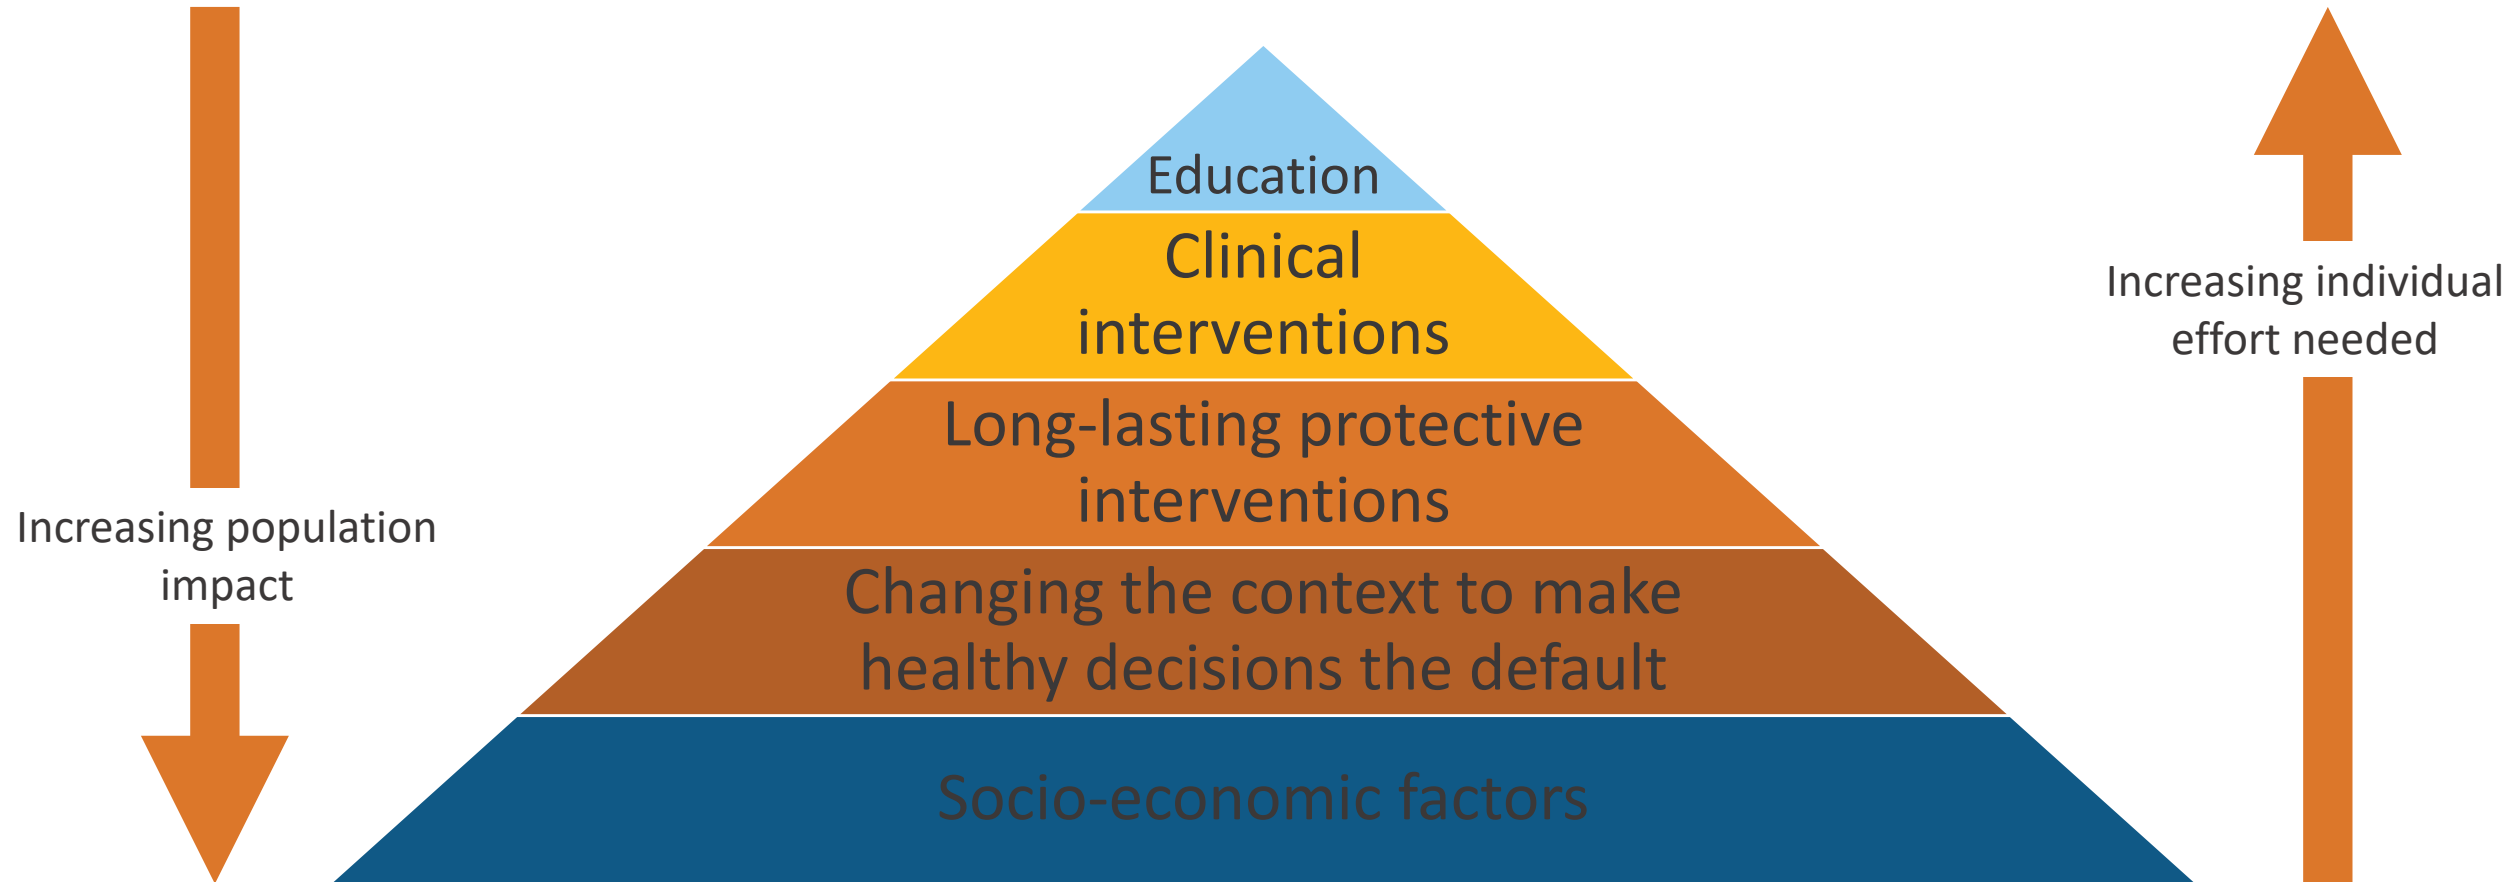 Education
Clinical
interventions
Long-lasting protective
interventions
Changing the context to make
healthy decisions the default
Socio-economic factors
Increasing population
impact
Increasing individual
effort needed